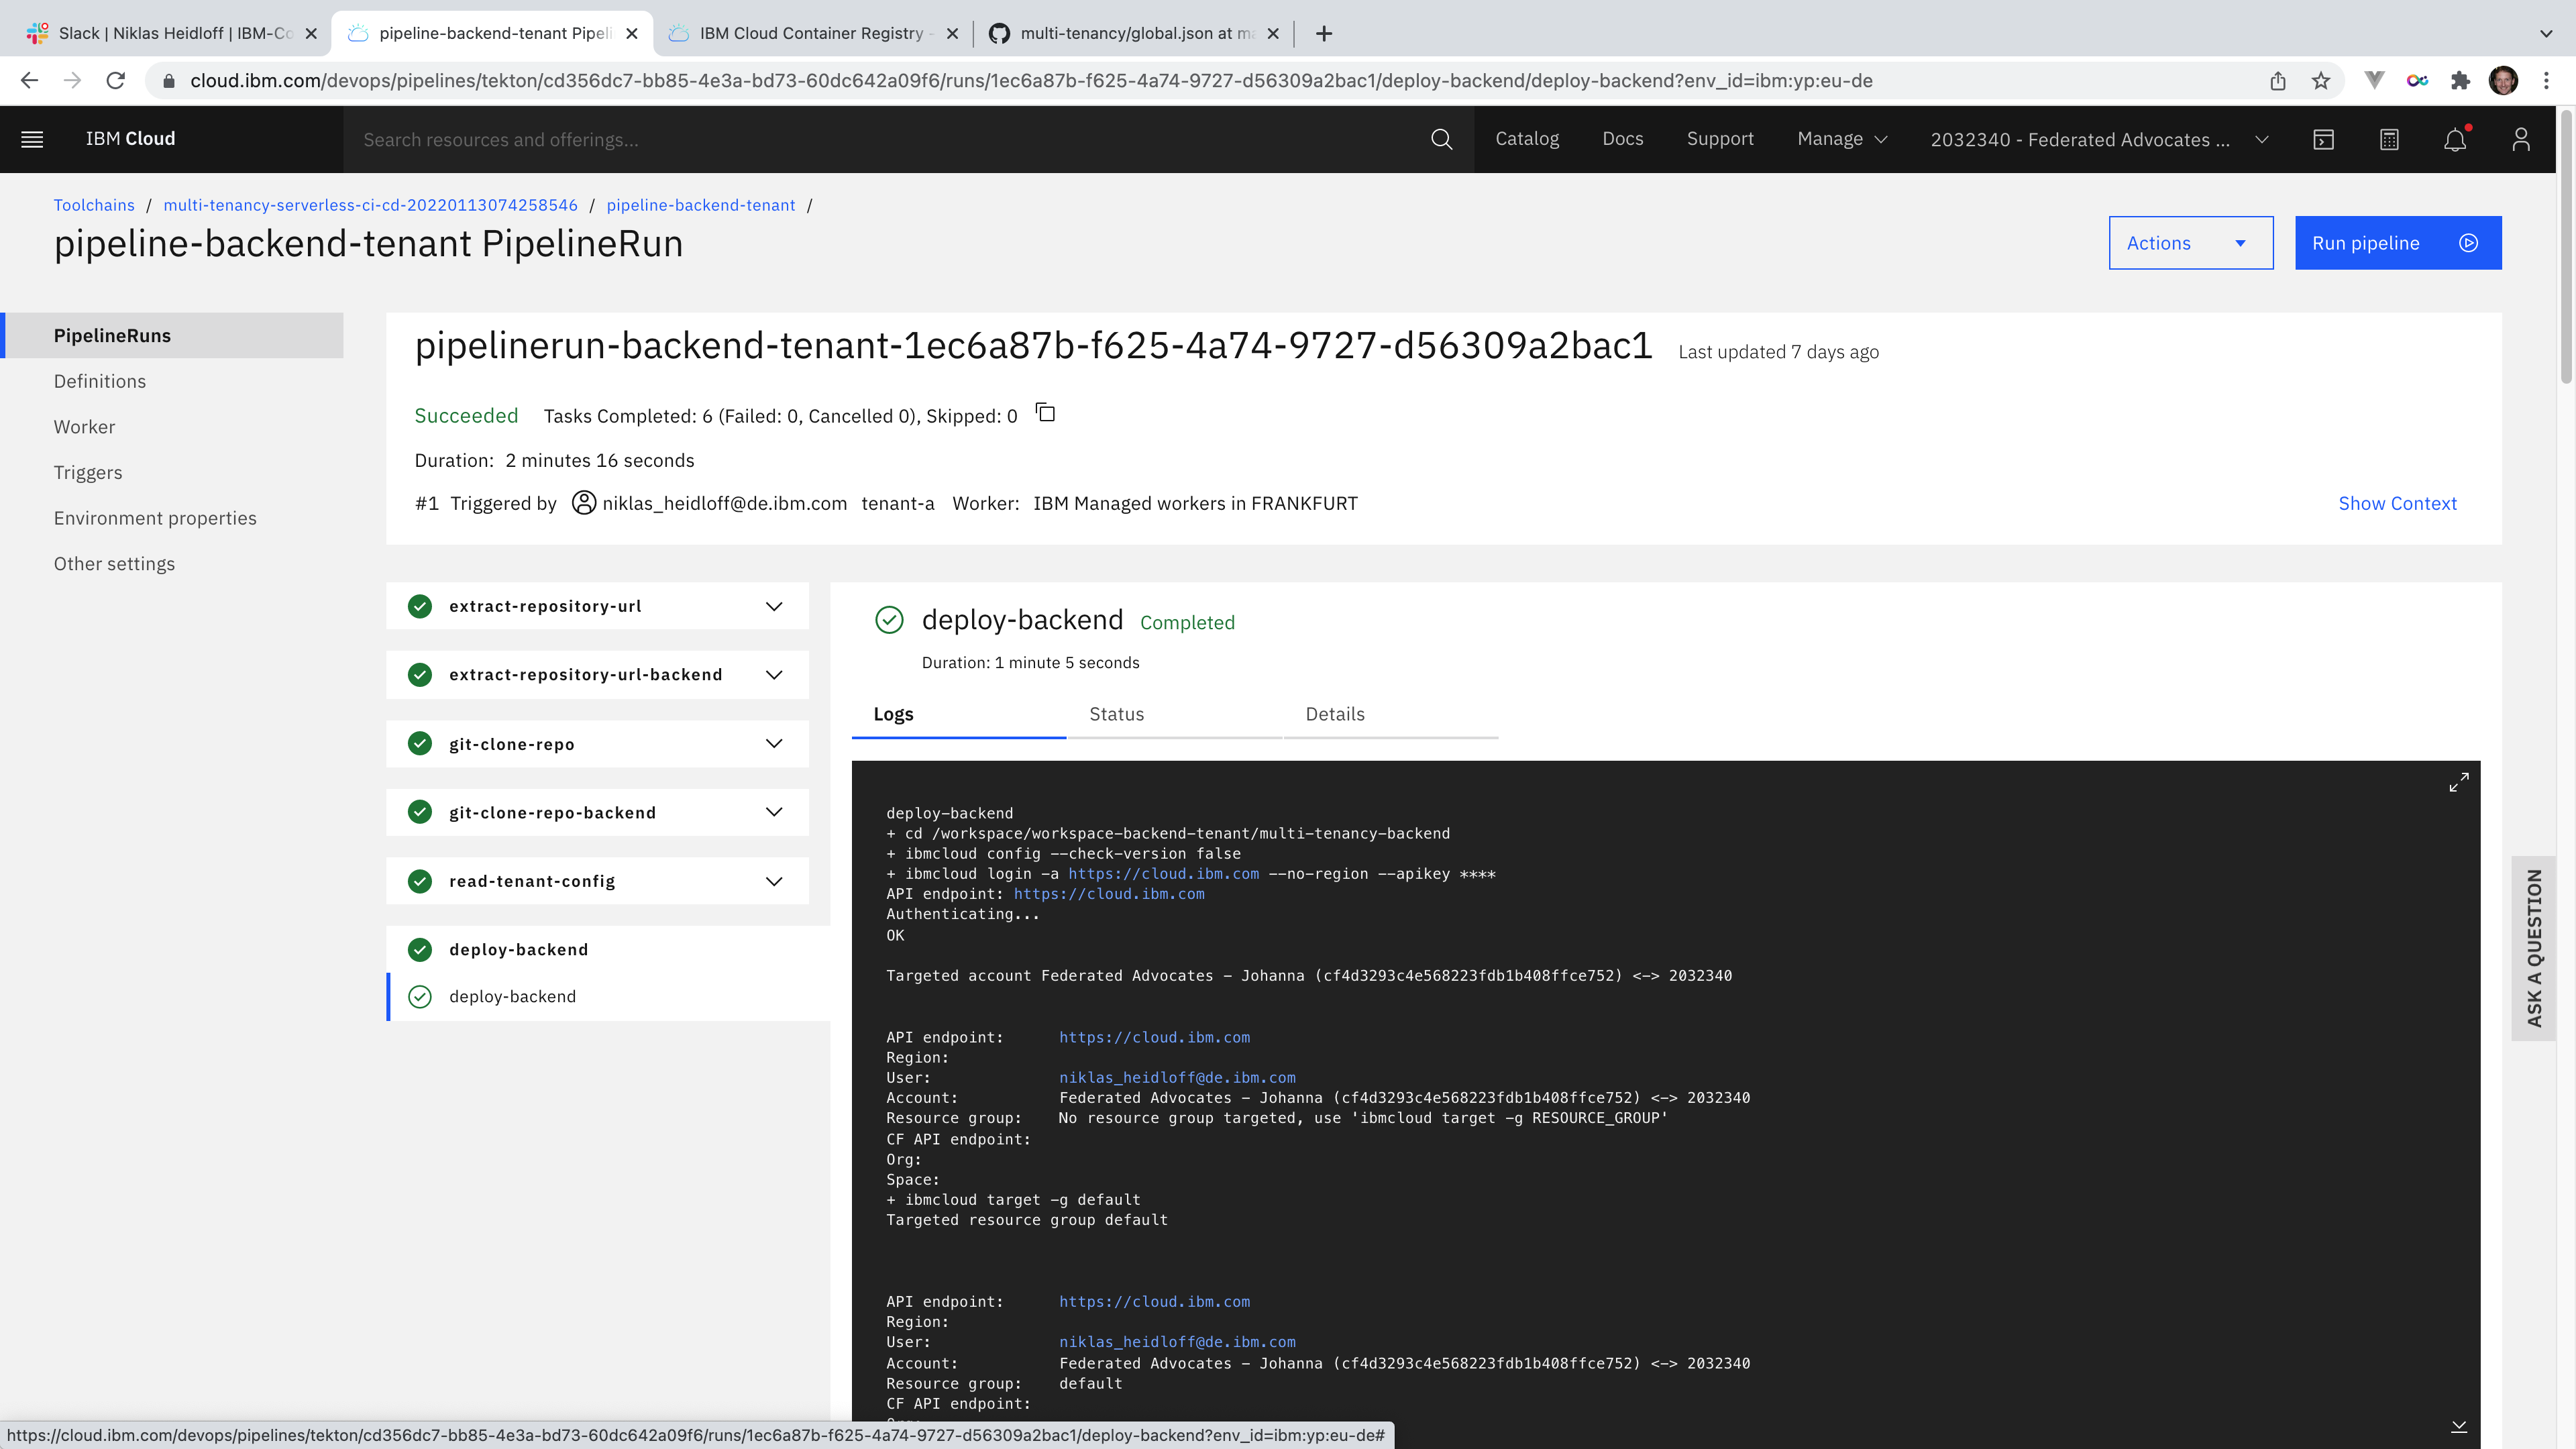 Slack | Niklas Heidloff | IBM-Co
pipeline-backend-tenant Pipeli
IBM Cloud Container Registry -
multi-tenancy/global.json at ma
cloud.ibm.com/devops/pipelines/tekton/cd356dc7-bb85-4e3a-bd73-60dc642a09f6/runs/1ec6a87b-f625-4a74-9727-d56309a2bac1/deploy-backend/deploy-backend?env_id=ibm:yp:eu-de
IBM Cloud
Search resources and offerings...
Catalog
Docs
Support
Manage
2032340 - Federated Advocates ...
Toolchains / multi-tenancy-serverless-ci-cd-20220113074258546 / pipeline-backend-tenant /
pipeline-backend-tenant PipelineRun
Actions
Run pipeline
PipelineRuns
Definitions
Worker
Triggers
Environment properties
Other settings
pipelinerun-backend-tenant-1ec6a87b-f625-4a74-9727-d56309a2bac1 Last updated 7 days ago
Succeeded Tasks Completed: 6 (Failed: 0, Cancelled 0), Skipped: 0
Duration: 2 minutes 16 seconds
#1 Triggered by niklas_heidloff@de.ibm.com tenant-a Worker: IBM Managed workers in FRANKFURT
Show Context
extract-repository-url
extract-repository-url-backend
git-clone-repo
git-clone-repo-backend
read-tenant-config
deploy-backend
deploy-backend
deploy-backend Completed
Duration: 1 minute 5 seconds
Logs
Status
Details
deploy-backend
+ cd /workspace/workspace-backend-tenant/multi-tenancy-backend
+ ibmcloud config --check-version false
+ ibmcloud login -a https://cloud.ibm.com --no-region --apikey ****
API endpoint: https://cloud.ibm.com
Authenticating...
OK
Targeted account Federated Advocates - Johanna (cf4d3293c4e568223fdb1b408ffce752) <-> 2032340
API endpoint: https://cloud.ibm.com
Region:
User: niklas_heidloff@de.ibm.com
Account: Federated Advocates - Johanna (cf4d3293c4e568223fdb1b408ffce752) <-> 2032340
Resource group: No resource group targeted, use 'ibmcloud target -g RESOURCE_GROUP'
CF API endpoint:
Org:
Space:
+ ibmcloud target -g default
Targeted resource group default
API endpoint: https://cloud.ibm.com
Region:
User: niklas_heidloff@de.ibm.com
Account: Federated Advocates - Johanna (cf4d3293c4e568223fdb1b408ffce752) <-> 2032340
Resource group: default
CF API endpoint:
ASK A QUESTION
https://cloud.ibm.com/devops/pipelines/tekton/cd356dc7-bb85-4e3a-bd73-60dc642a09f6/runs/1ec6a87b-f625-4a74-9727-d56309a2bac1/deploy-backend?env_id=ibm:yp:eu-de#